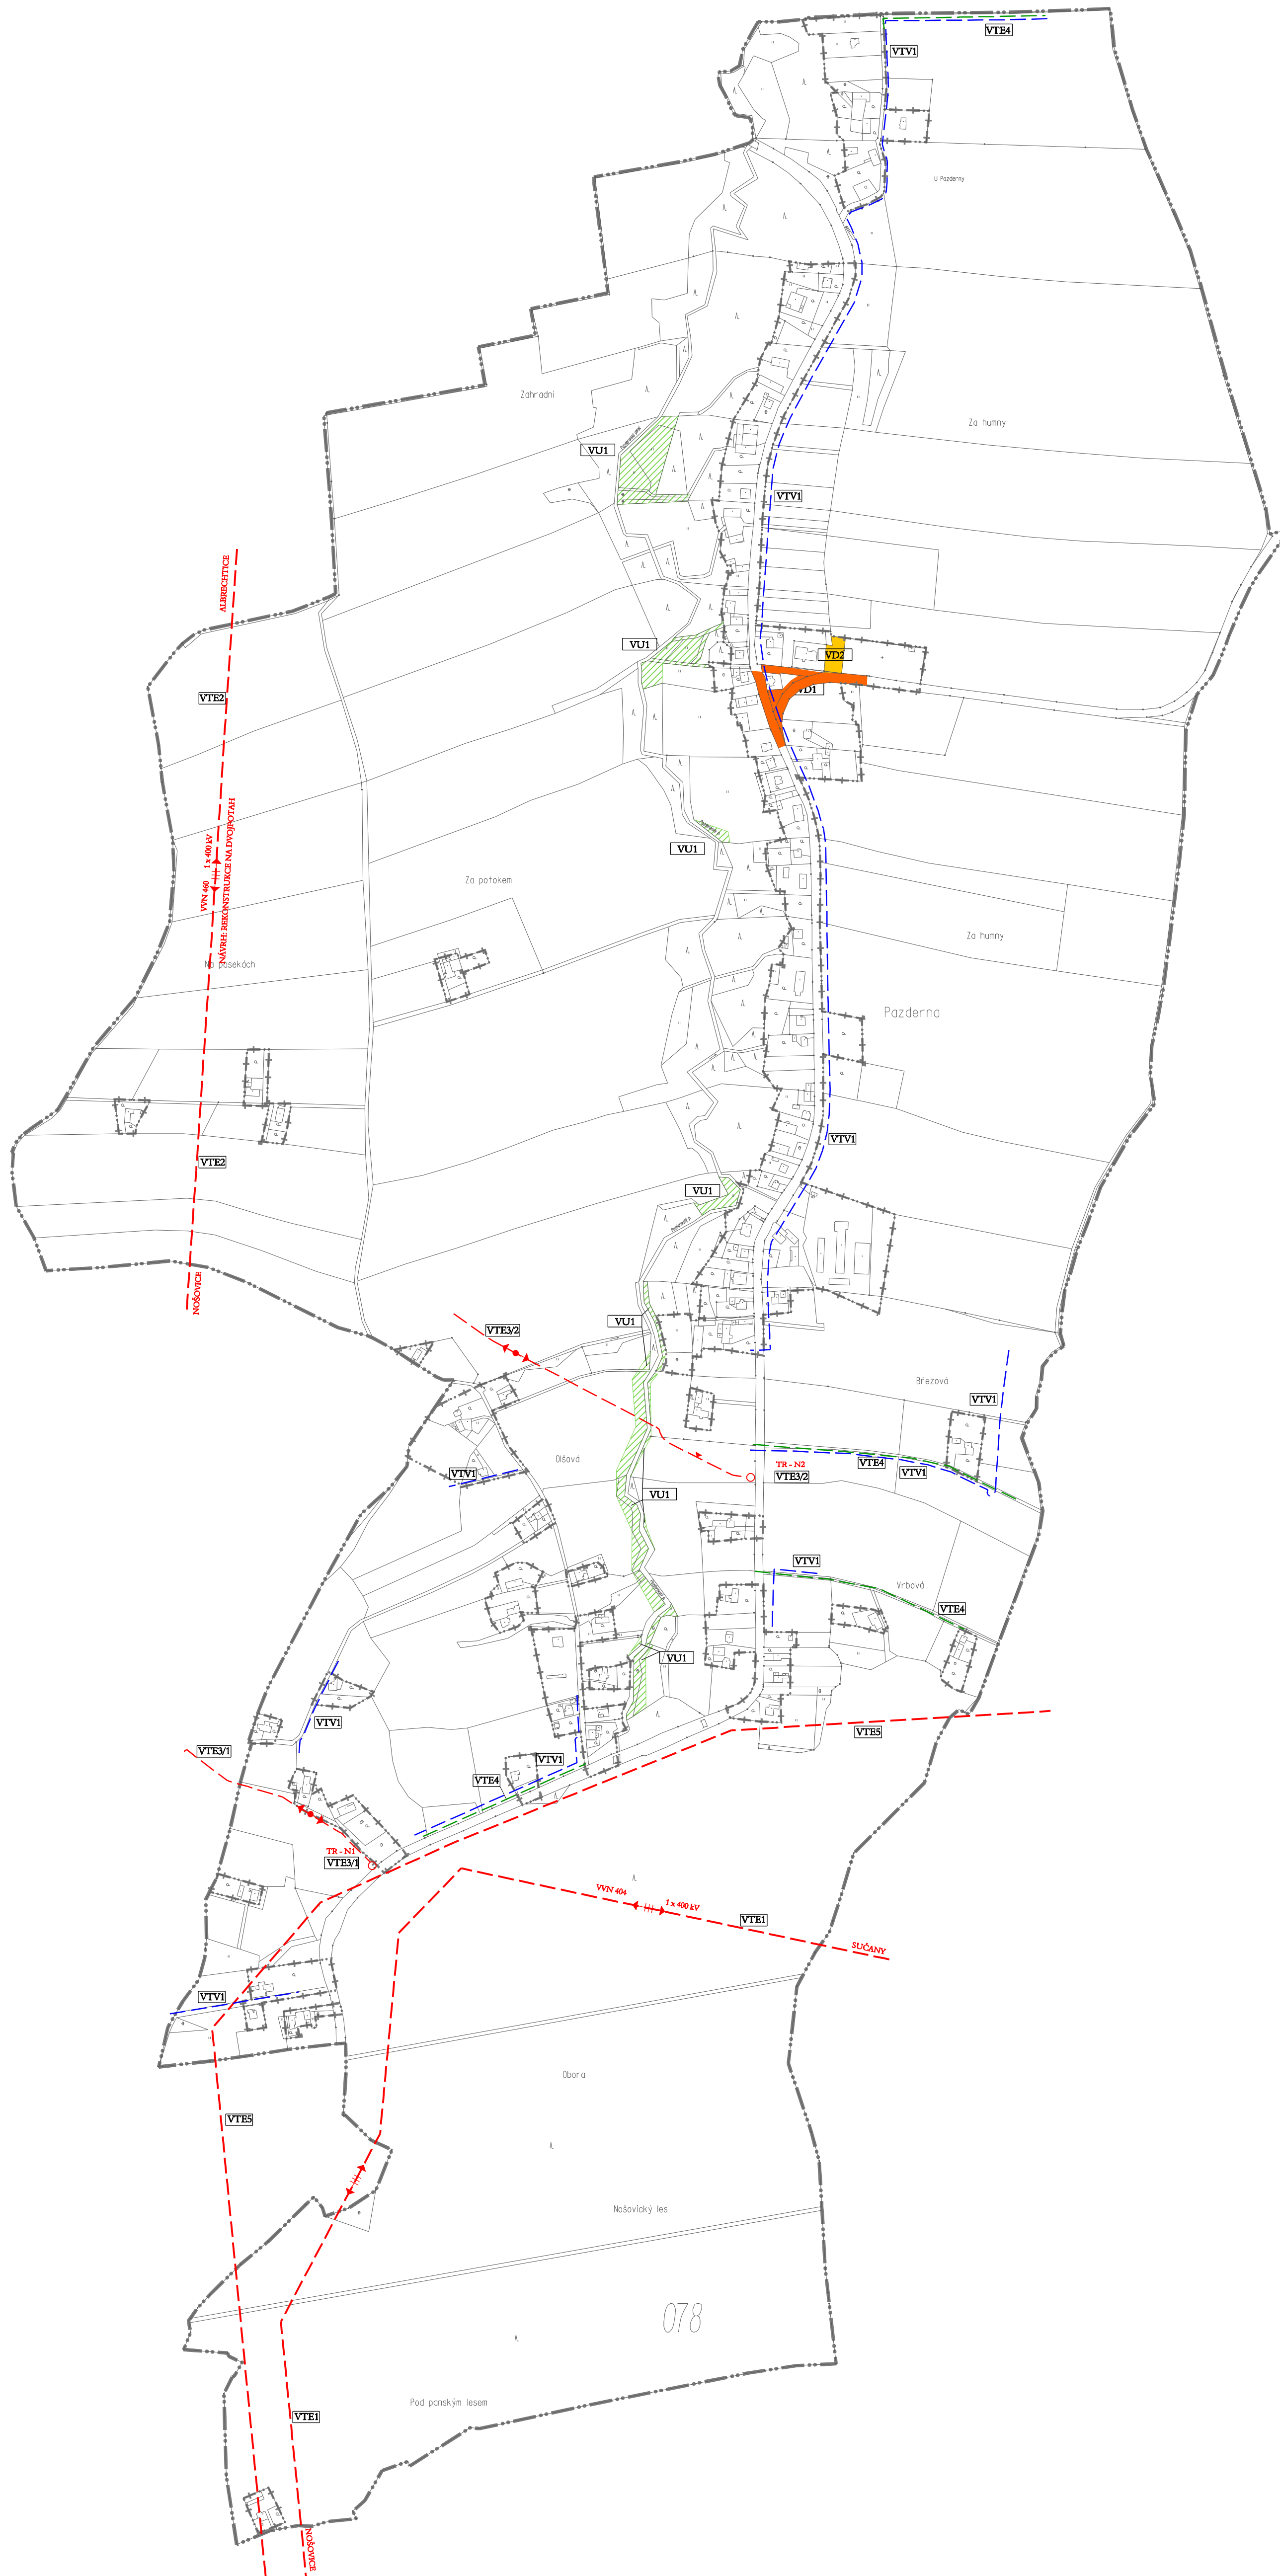 VTE4
VTV1
U Pazderny
Zahradní
Za humny
VU1
VTV1
ALBRECHTICE
VU1
VD2
VTE2
VD1
VVN 460 1 x 400 kV
NÁVRH: REKONSTRUKCE NA DVOJPOTAH
VU1
Za potokem
Za humny
Na pasekách
Pazderna
VTV1
VTE2
VU1
NOŠOVICE
VU1
VTE3/2
Březová
VTV1
Olšová
VTE4
VTV1
VTV1
TR - N2
VTE3/2
VU1
VTV1
Vrbová
VTE4
VU1
VTV1
VTE5
VTE3/1
VTV1
VTE4
TR - N1
VTE3/1
VVN 404
1 x 400 kV
VTE1
SUČANY
VTV1
Obora
VTE5
Nošovický les
078
Pod panským lesem
VTE1
NOŠOVICE